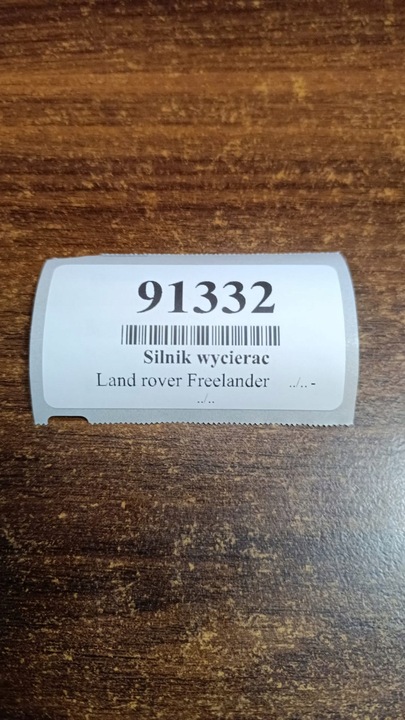 91332
Silnik wycierac
Land rover Freelander ../..-
../..